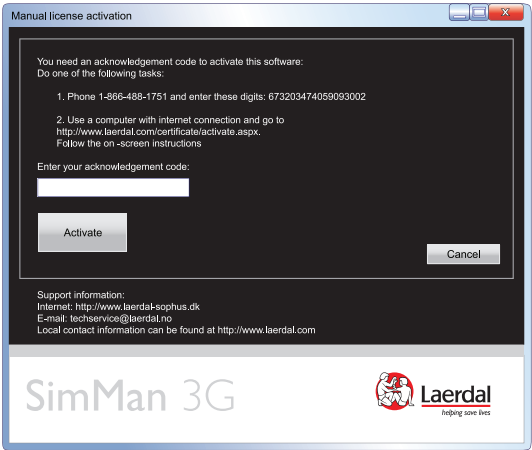 Manual license activation
You need an acknowledgement code to activate this software:
Do one of the following tasks:
1. Phone 1-866-488-1751 and enter these digits: 673203474059093002
2. Use a computer with internet connection and go to
http://www.laerdal.com/certificate/activate.aspx.
Follow the on -screen instructions
Enter your acknowledgement code:
Activate
Cancel
Support information:
Internet: http://www.laerdal-sophus.dk
E-mail: techservice@laerdal.no
Local contact information can be found at http://www.laerdal.com
SimMan 3G
Laerdal
helping save lives